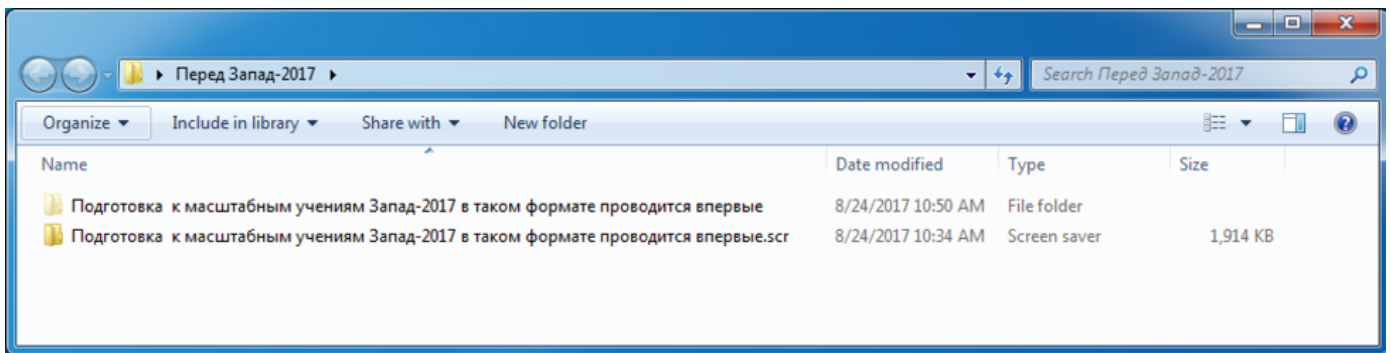 Перед Запад-2017
Search Перед Запад-2017
Organize Include in library Share with New folder
Name Date modified Type Size
Подготовка к масштабным учениям Запад-2017 в таком формате проводится впервые 8/24/2017 10:50 AM File folder
Подготовка к масштабным учениям Запад-2017 в таком формате проводится впервые.scr 8/24/2017 10:34 AM Screen saver 1,914 KB